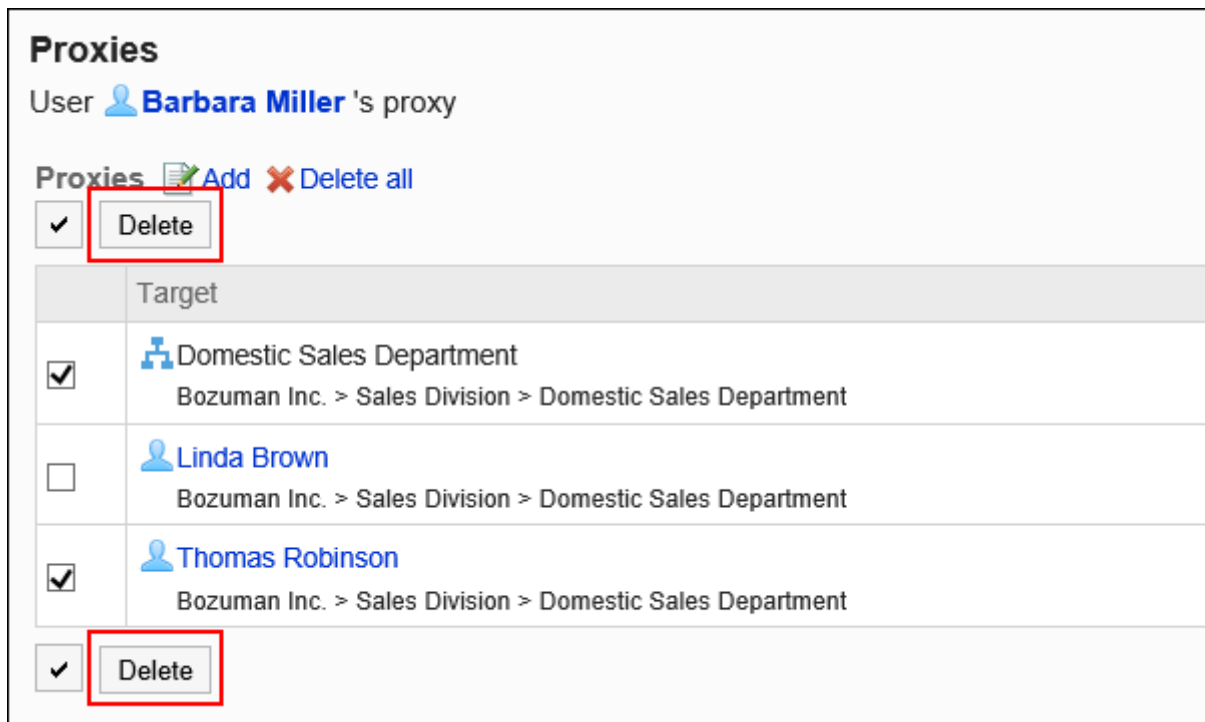 Proxies
User Barbara Miller 's proxy
Proxies Add Delete all
Delete
Target
Domestic Sales Department
Bozuman Inc. > Sales Division > Domestic Sales Department
Linda Brown
Bozuman Inc. > Sales Division > Domestic Sales Department
Thomas Robinson
Bozuman Inc. > Sales Division > Domestic Sales Department
Delete